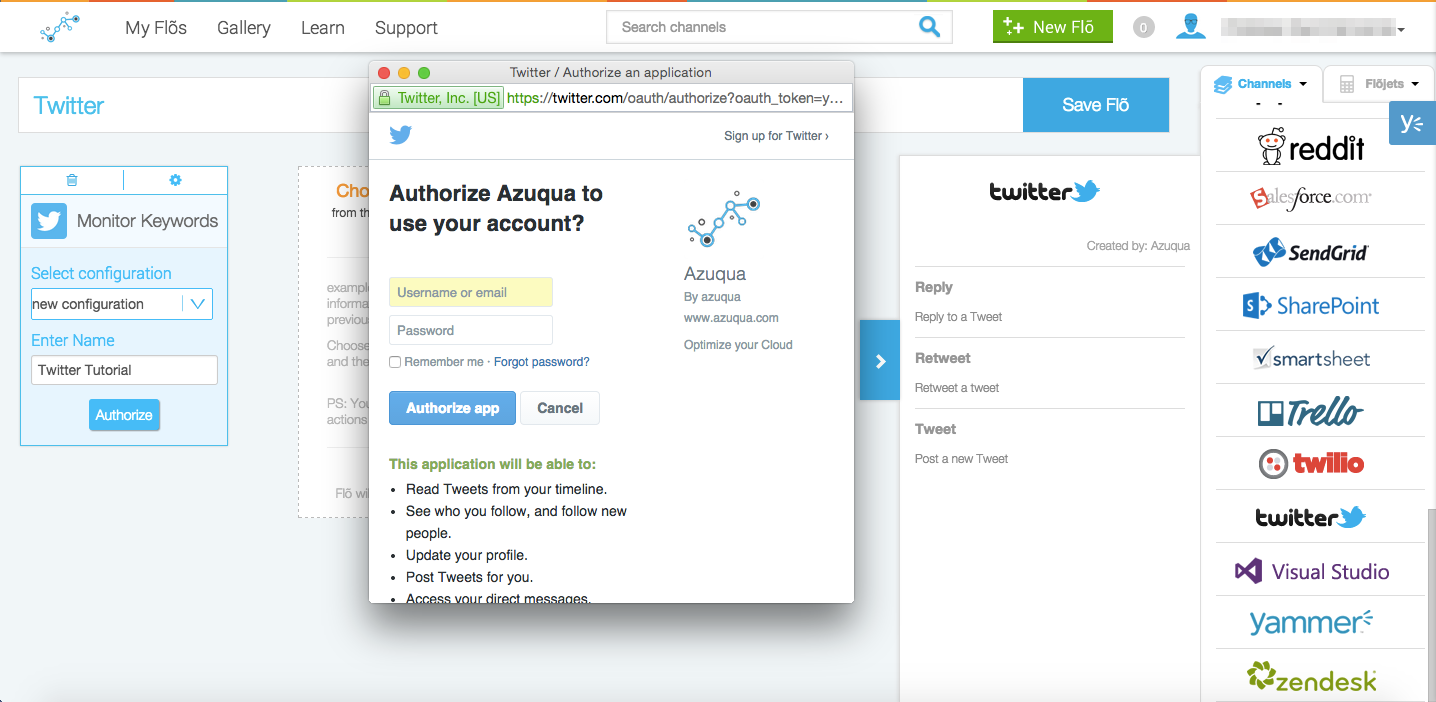 My Flõs
Gallery
Learn
Support
Search channels
New Flõ
0
Twitter
Save Flõ
Channels
Flõjets
Monitor Keywords
Select configuration
new configuration
Enter Name
Twitter Tutorial
Authorize
Cho
from th
example
informa
previou
Choose
and the
PS: You
actions
Flõ wil
Twitter / Authorize an application
Twitter, Inc. [US] https://twitter.com/oauth/authorize?oauth_token=y...
Sign up for Twitter ›
Authorize Azuqua to
use your account?
Username or email
Password
Remember me · Forgot password?
Authorize app
Cancel
Azuqua
By azuqua
www.azuqua.com
Optimize your Cloud
This application will be able to:
• Read Tweets from your timeline.
• See who you follow, and follow new
people.
• Update your profile.
• Post Tweets for you.
• Access your direct messages.
twitter
Created by: Azuqua
Reply
Reply to a Tweet
Retweet
Retweet a tweet
Tweet
Post a new Tweet
reddit
salesforce.com
SendGrid
SharePoint
smartsheet
Trello
twilio
twitter
Visual Studio
yammer
zendesk